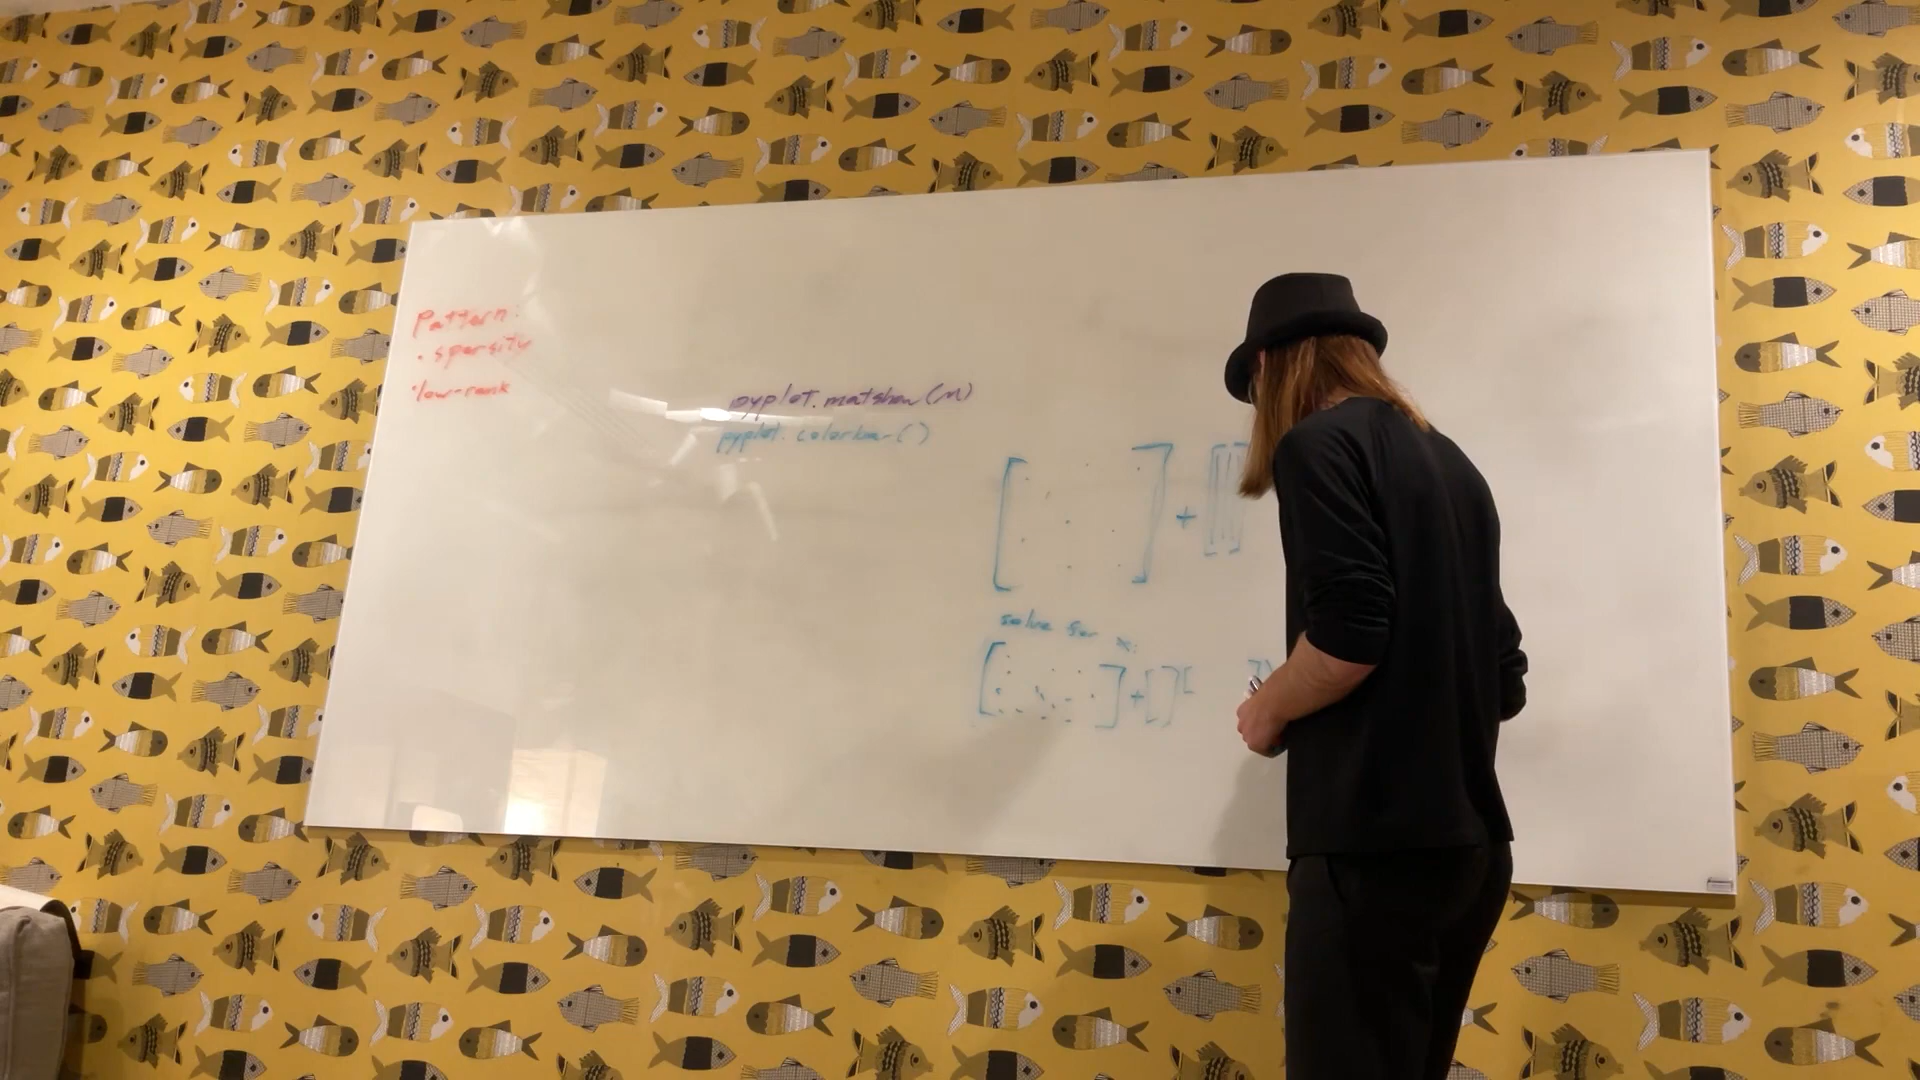 Pattern:
• sparsity
• low-rank
pyplot.matshow(M)
pyplot.colorbar()
[ ] + [
solve for x:
[ ] + [ ] [